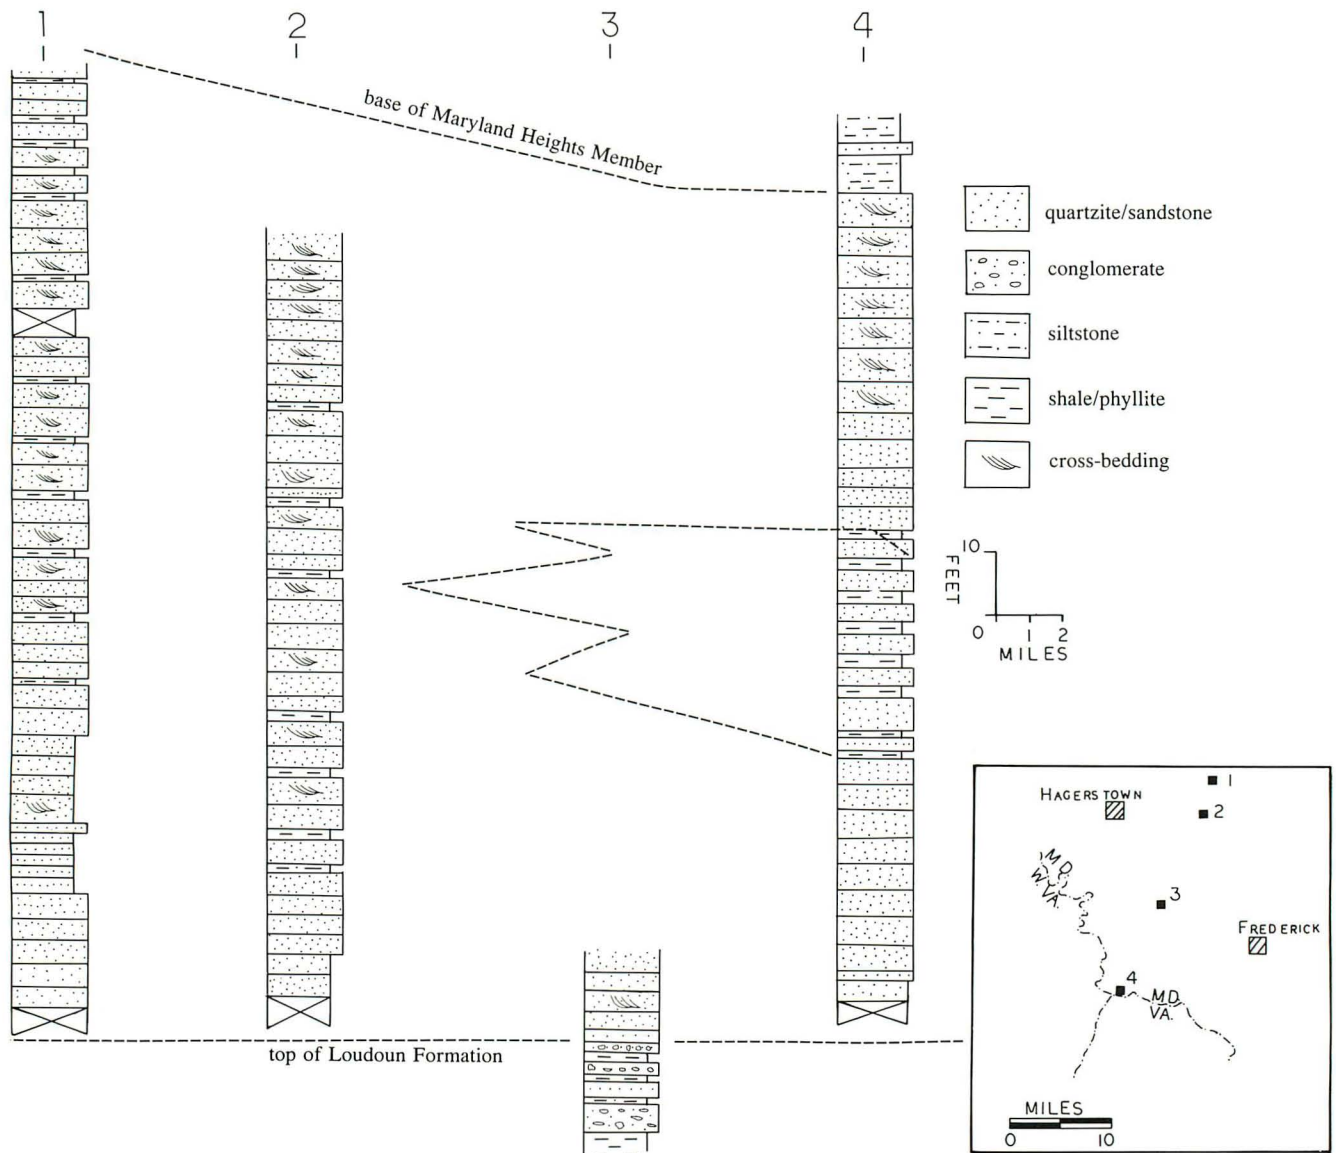 1 2 3 4
base of Maryland Heights Member
quartzite/sandstone
conglomerate
siltstone
shale/phyllite
cross-bedding
10
FEET
0 1 2
MILES
top of Loudoun Formation
HAGERSTOWN
1
2
MD.
W. VA.
3
FREDERICK
4
MD.
VA.
MILES
0 10